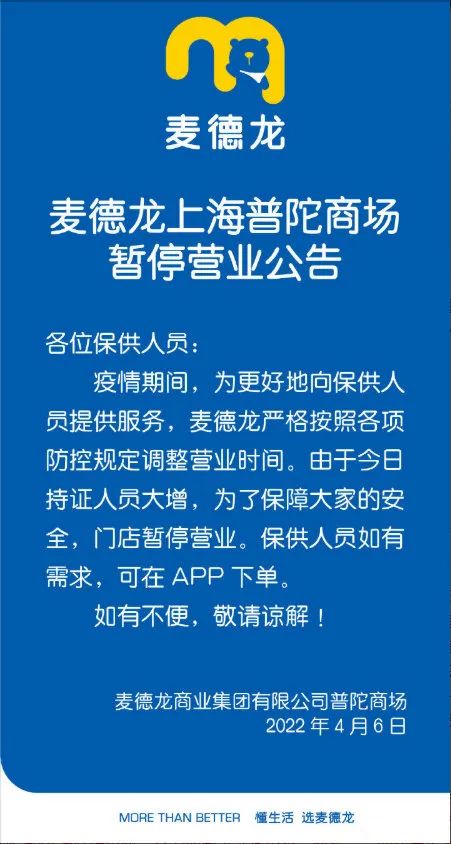 麦德龙
麦德龙上海普陀商场
暂停营业公告
各位保供人员：
疫情期间，为更好地向保供人
员提供服务，麦德龙严格按照各项
防控规定调整营业时间。由于今日
持证人员大增，为了保障大家的安
全，门店暂停营业。保供人员如有
需求，可在 APP 下单。
如有不便，敬请谅解！
麦德龙商业集团有限公司普陀商场
2022 年 4 月 6 日
MORE THAN BETTER 懂生活 选麦德龙